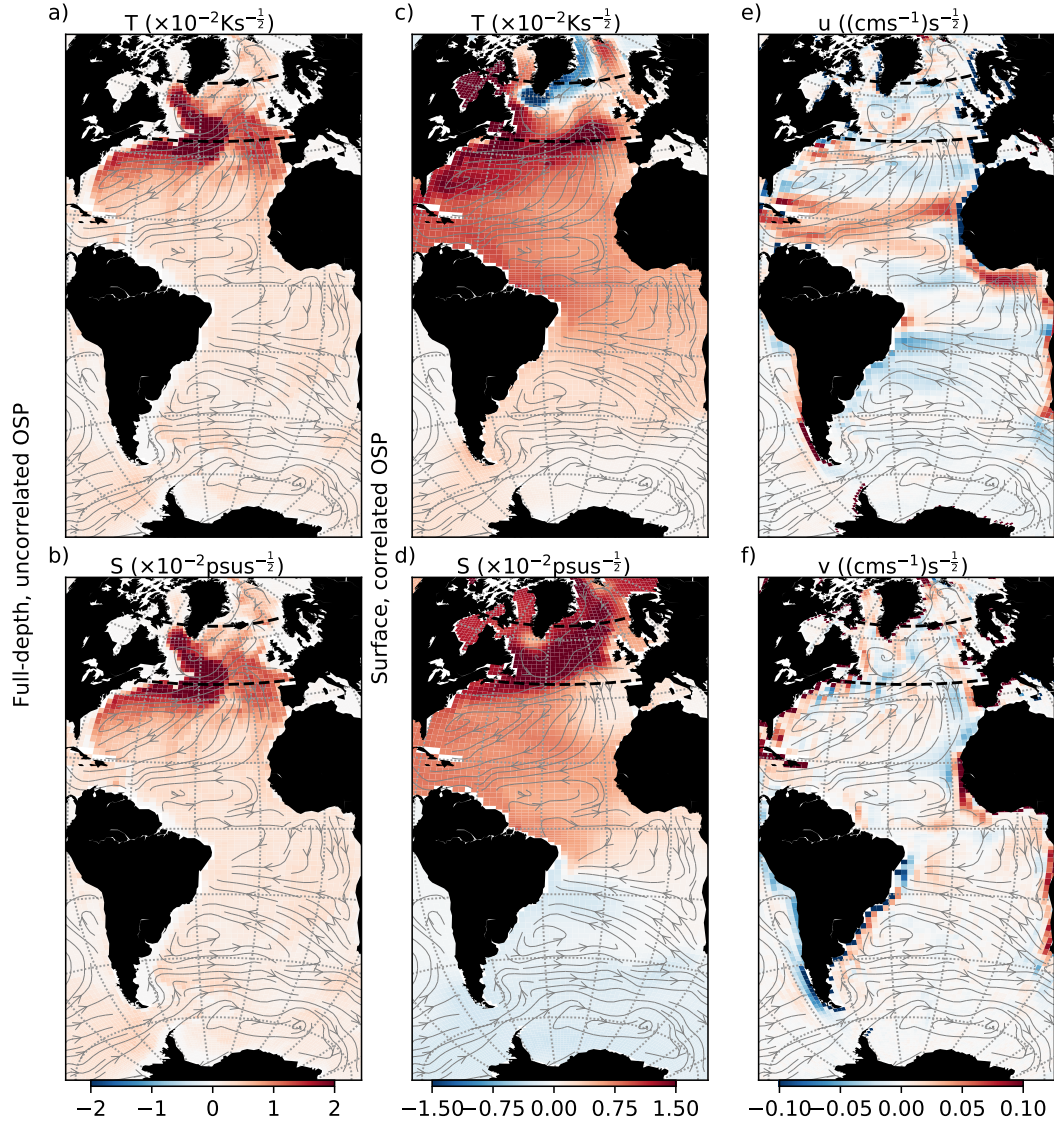 a)
T (×10−2Ks−1/2)
c)
T (×10−2Ks−1/2)
e)
u ((cms−1)s−1/2)
Full-depth, uncorrelated OSP
Surface, correlated OSP
b)
S (×10−2psus−1/2)
d)
S (×10−2psus−1/2)
f)
v ((cms−1)s−1/2)
−2 −1 0 1 2
−1.50 −0.75 0.00 0.75 1.50
−0.10 −0.05 0.00 0.05 0.10